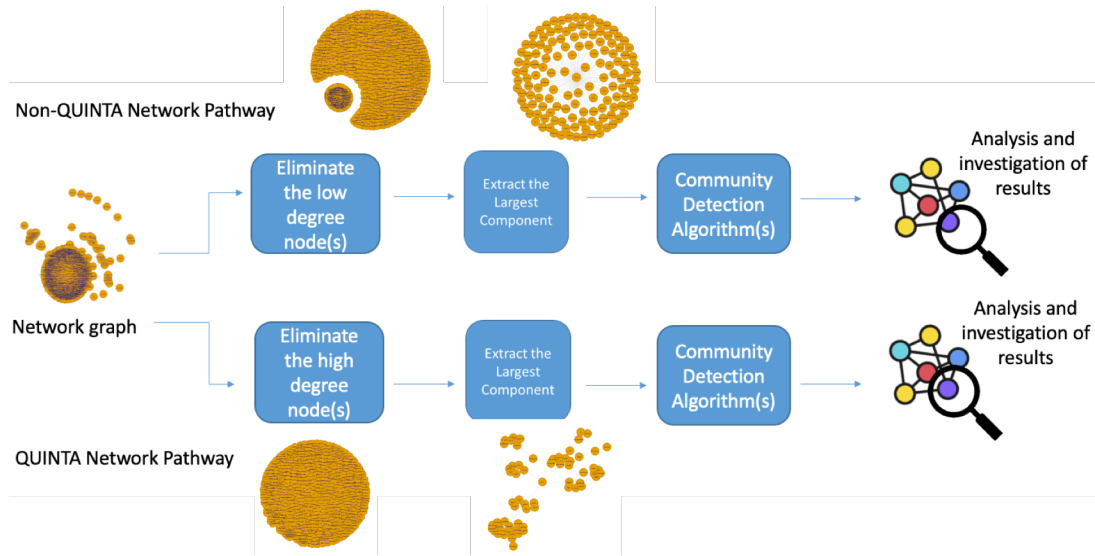 Non-QUINTA Network Pathway
Eliminate
the low
degree
node(s)
Extract the
Largest
Component
Community
Detection
Algorithm(s)
Analysis and
investigation of
results
Network graph
Eliminate
the high
degree
node(s)
Extract the
Largest
Component
Community
Detection
Algorithm(s)
Analysis and
investigation of
results
QUINTA Network Pathway